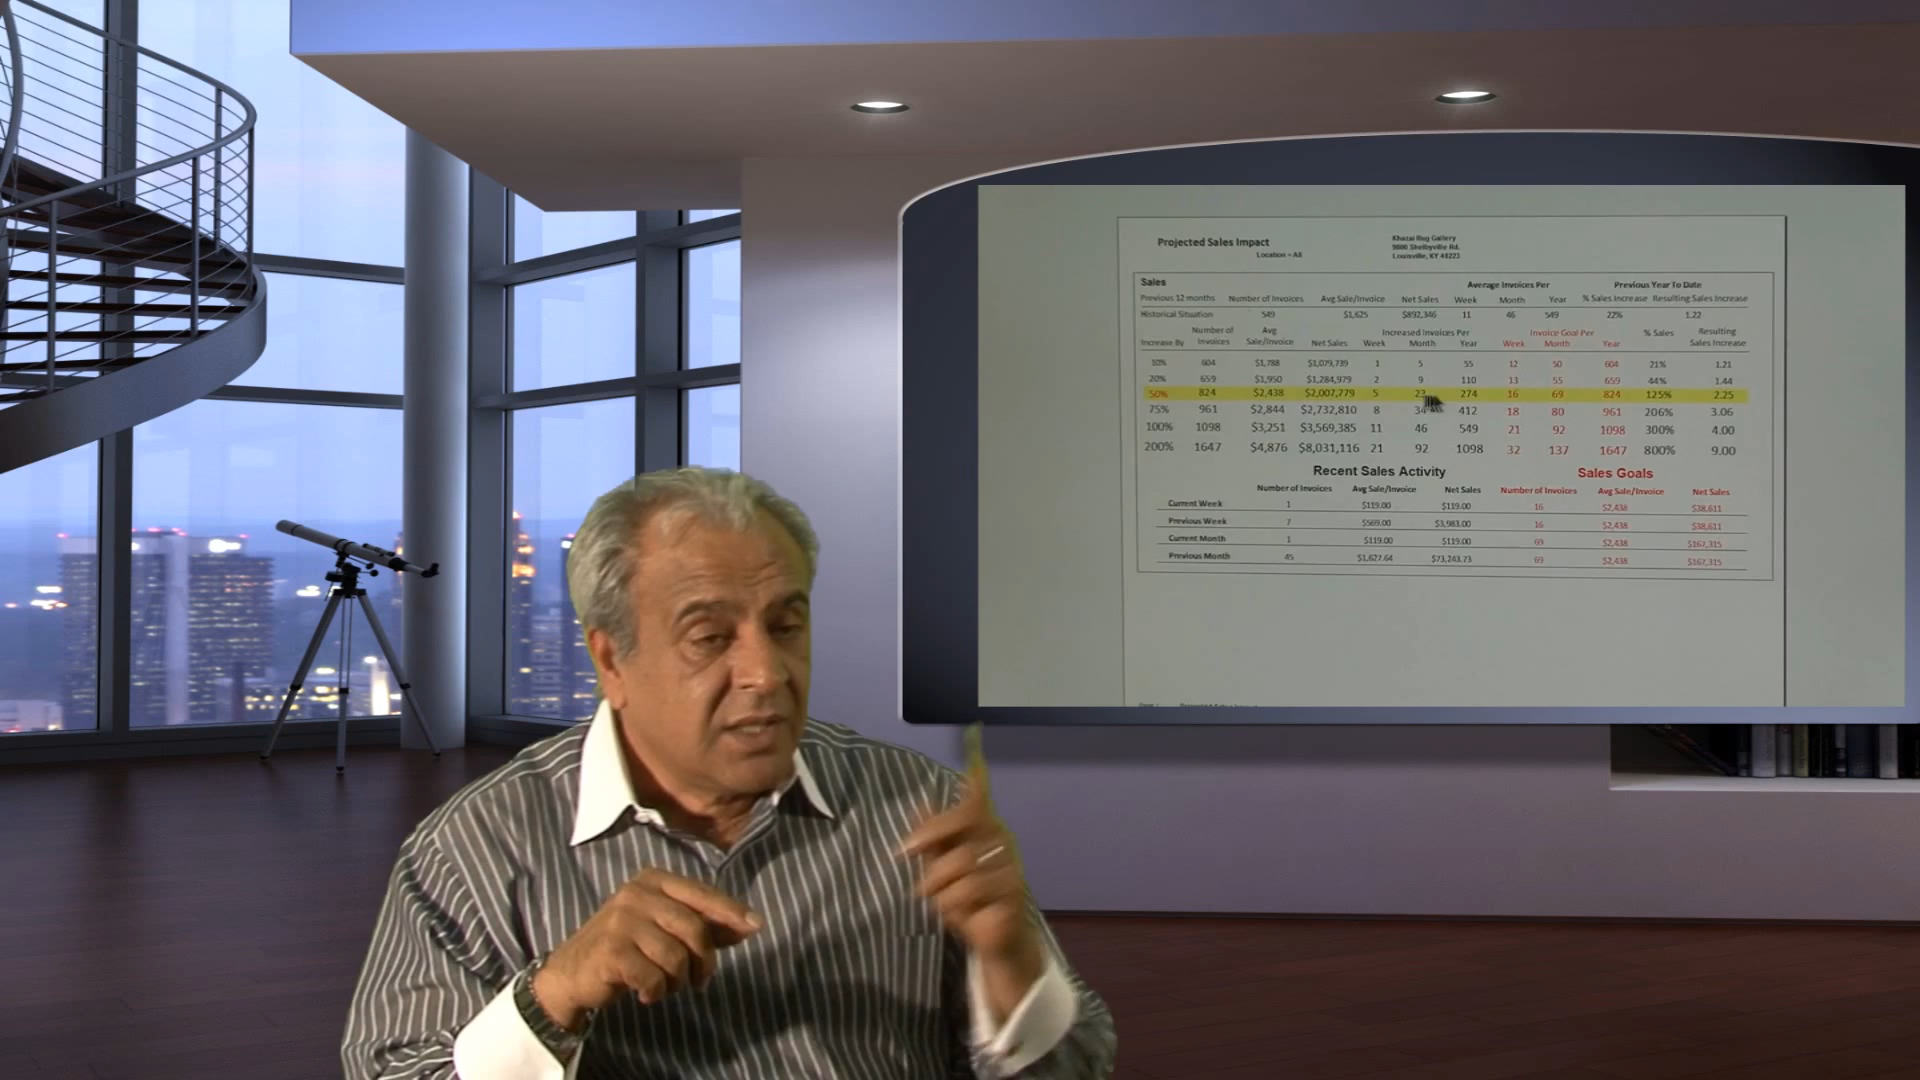 Projected Sales Impact
Location = All
Khazai Rug Gallery
9800 Shelbyville Rd.
Louisville, KY 40223
Sales
Average Invoices Per Previous Year To Date
Previous 12 months Number of Invoices Avg Sale/Invoice Net Sales Week Month Year % Sales Increase Resulting Sales Increase
Historical Situation 549 $1,625 $892,346 11 46 549 22% 1.22
Number of Avg Increased Invoices Per Invoice Goal Per % Sales Resulting
Increase By Invoices Sale/Invoice Net Sales Week Month Year Week Month Year Sales Increase
10% 604 $1,788 $1,079,739 1 5 55 12 50 604 21% 1.21
20% 659 $1,950 $1,284,979 2 9 110 13 55 659 44% 1.44
50% 824 $2,438 $2,007,779 5 23 274 16 69 824 125% 2.25
75% 961 $2,844 $2,732,810 8 34 412 18 80 961 206% 3.06
100% 1098 $3,251 $3,569,385 11 46 549 21 92 1098 300% 4.00
200% 1647 $4,876 $8,031,116 21 92 1098 32 137 1647 800% 9.00
Recent Sales Activity Sales Goals
Number of Invoices Avg Sale/Invoice Net Sales Number of Invoices Avg Sale/Invoice Net Sales
Current Week 1 $119.00 $119.00 16 $2,438 $38,611
Previous Week 7 $569.00 $3,983.00 16 $2,438 $38,611
Current Month 1 $119.00 $119.00 69 $2,438 $167,315
Previous Month 45 $1,627.64 $73,243.73 69 $2,438 $167,315